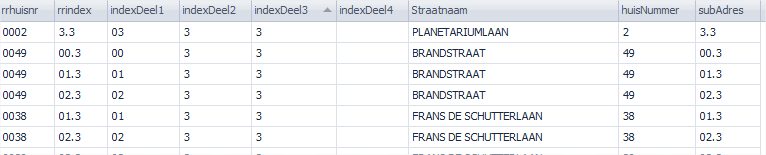 rrhuisnr rrindex indexDeel1 indexDeel2 indexDeel3 indexDeel4 Straatnaam huisNummer subAdres
0002 3.3 03 3 3 PLANETARIUMLAAN 2 3.3
0049 00.3 00 3 3 BRANDSTRAAT 49 00.3
0049 01.3 01 3 3 BRANDSTRAAT 49 01.3
0049 02.3 02 3 3 BRANDSTRAAT 49 02.3
0038 01.3 01 3 3 FRANS DE SCHUTTERLAAN 38 01.3
0038 02.3 02 3 3 FRANS DE SCHUTTERLAAN 38 02.3